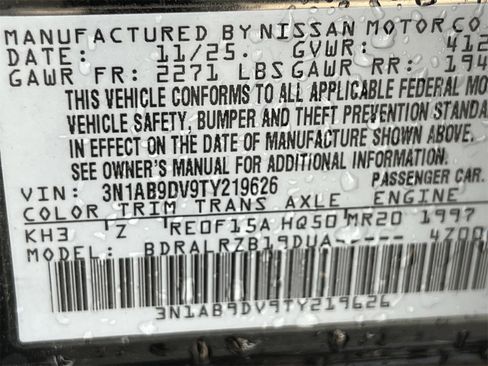 MANUFACTURED BY NISSAN MOTOR CO
DATE: 11/25. GVWR: 412
GAWR FR: 2271 LBS GAWR RR: 194
THIS VEHICLE CONFORMS TO ALL APPLICABLE FEDERAL MO
VEHICLE SAFETY, BUMPER AND THEFT PREVENTION STANDA
IN EFFECT ON THE DATE OF MANUFACTURE SHOWN ABOVE.
SEE OWNER'S MANUAL FOR ADDITIONAL INFORMATION.
VIN: 3N1AB9DV9TY219626 PASSENGER CAR
COLOR TRIM TRANS AXLE ENGINE
KH3 Z RE0F15A HQ50 MR20 1997
MODEL: BDRALRZB19DUA----- 4Z00
3N1AB9DV9TY219626